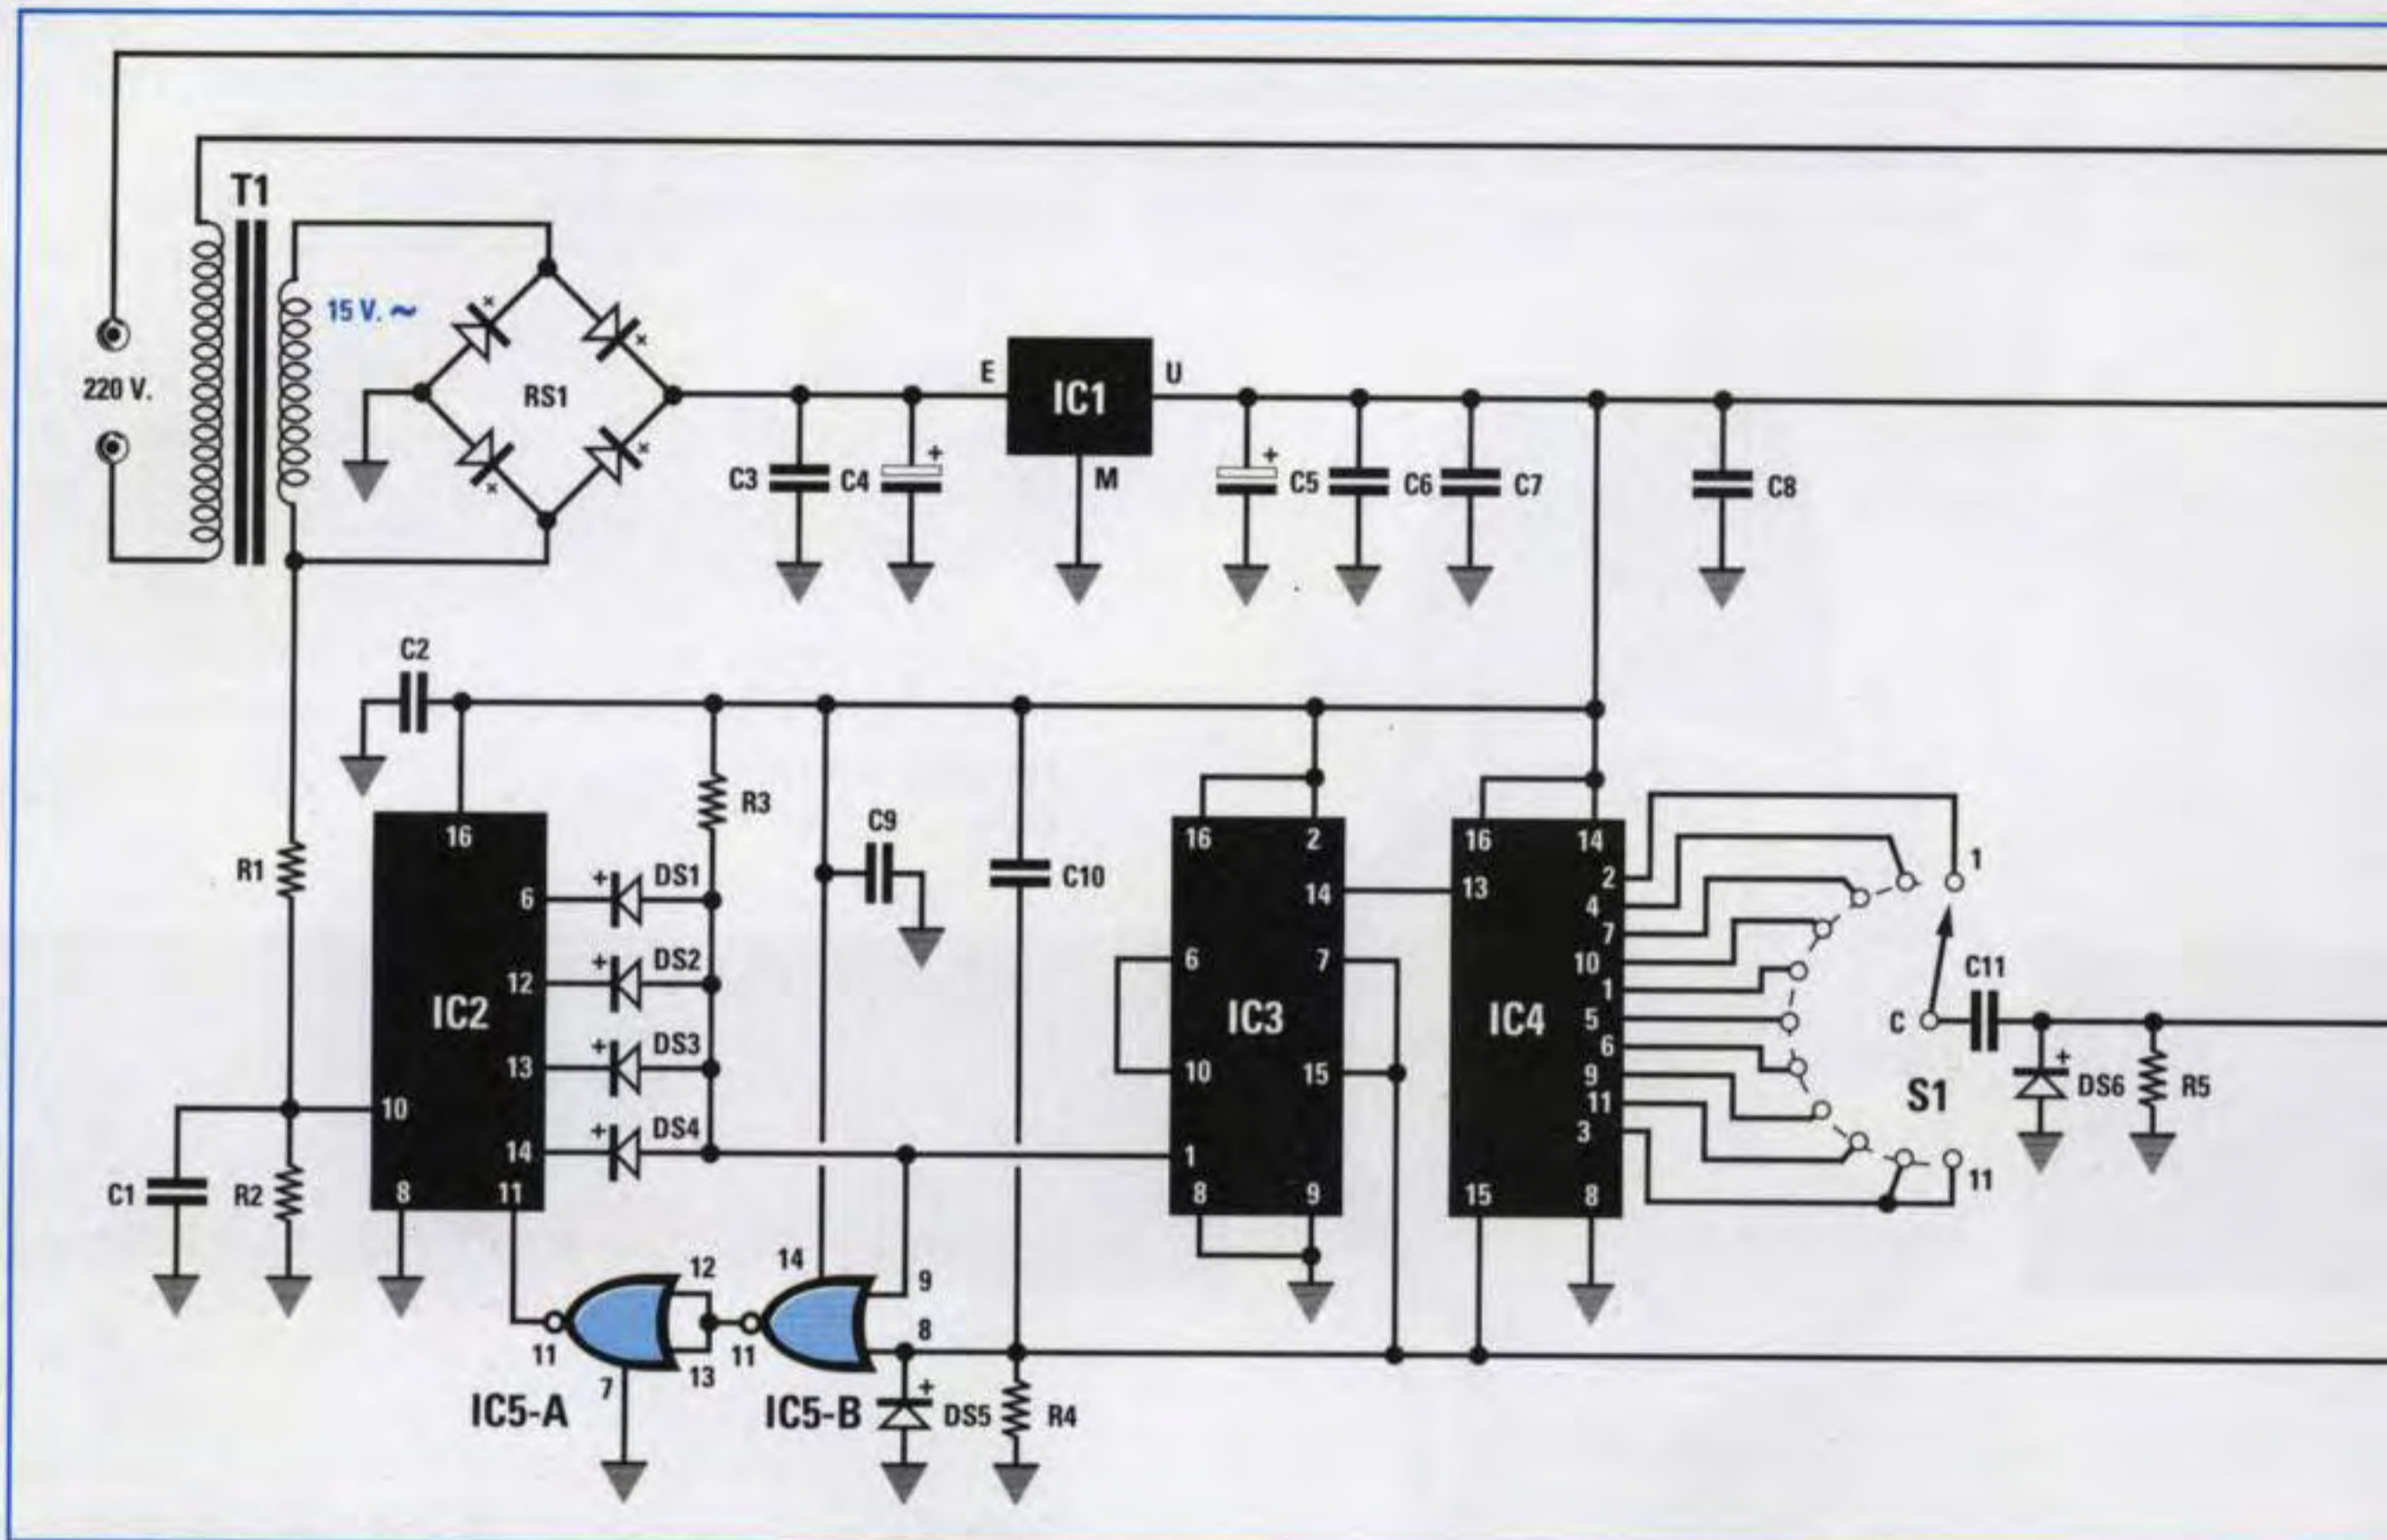 T1
15 V. ~
220 V.
RS1
E
IC1
U
M
C3
C4
+
+
C5
C6
C7
C8
C2
R3
R1
C9
C10
16
6
12
13
14
10
8
11
IC2
+
DS1
+
DS2
+
DS3
+
DS4
C1
R2
16
2
14
6
7
10
15
1
8
9
IC3
16
14
13
2
4
7
10
1
5
6
9
11
3
15
8
IC4
1
C11
C
S1
11
+
DS6
R5
14
12
9
8
11
13
11
7
IC5-A
IC5-B
+
DS5
R4